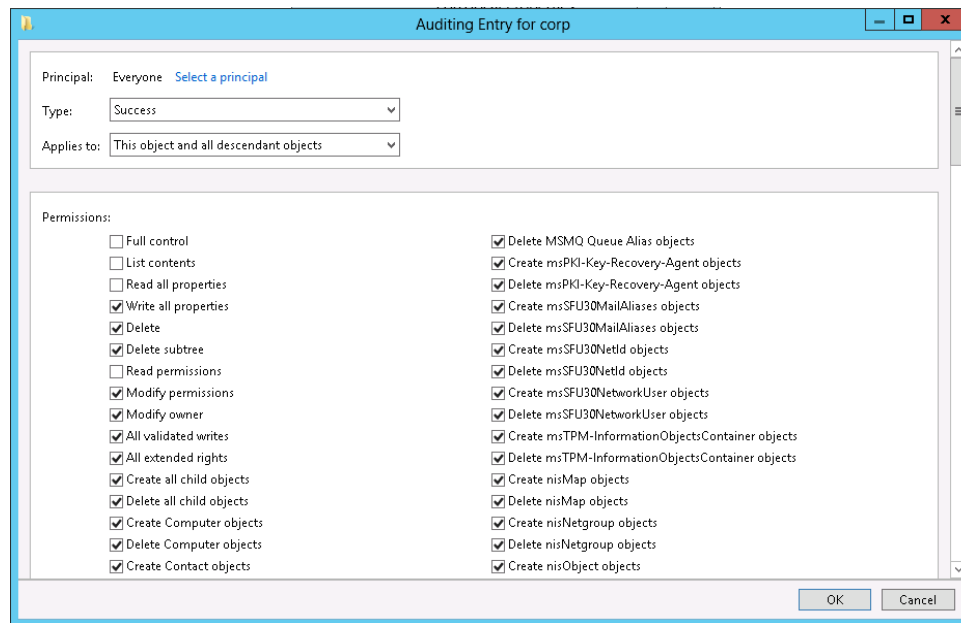 Auditing Entry for corp
Principal: Everyone Select a principal
Type: Success
Applies to: This object and all descendant objects
Permissions:
Full control
List contents
Read all properties
Write all properties
Delete
Delete subtree
Read permissions
Modify permissions
Modify owner
All validated writes
All extended rights
Create all child objects
Delete all child objects
Create Computer objects
Delete Computer objects
Create Contact objects
Delete MSMQ Queue Alias objects
Create msPKI-Key-Recovery-Agent objects
Delete msPKI-Key-Recovery-Agent objects
Create msSFU30MailAliases objects
Delete msSFU30MailAliases objects
Create msSFU30NetId objects
Delete msSFU30NetId objects
Create msSFU30NetworkUser objects
Delete msSFU30NetworkUser objects
Create msTPM-InformationObjectsContainer objects
Delete msTPM-InformationObjectsContainer objects
Create nisMap objects
Delete nisMap objects
Create nisNetgroup objects
Delete nisNetgroup objects
Create nisObject objects
OK Cancel